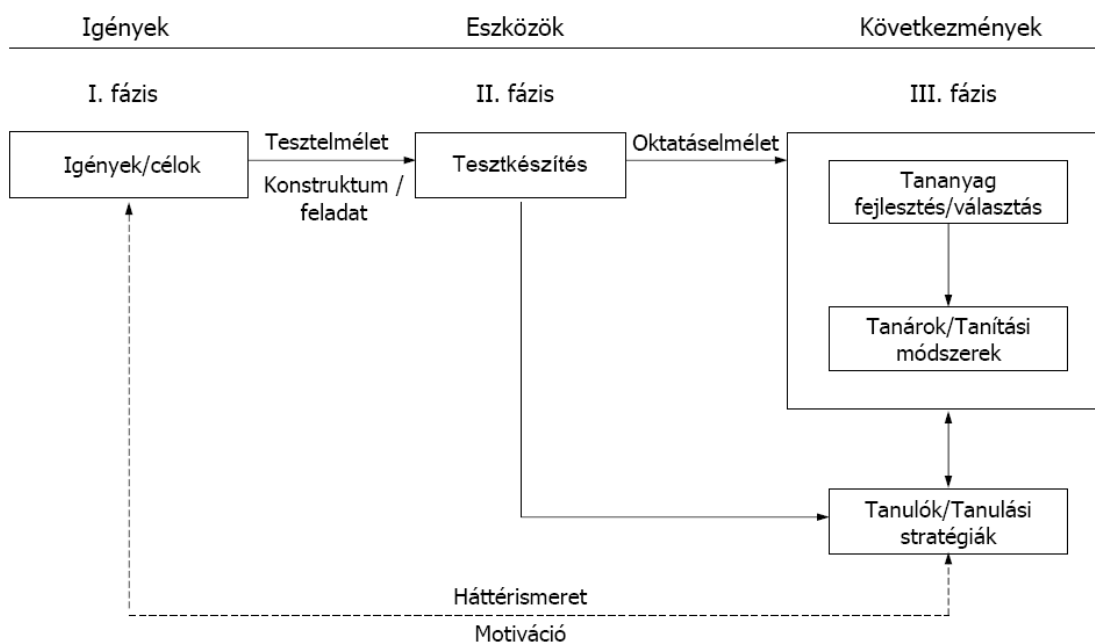 Igények
Eszközök
Következmények
I. fázis
II. fázis
III. fázis
Igények/célok
Tesztelmélet
Konstruktum /
feladat
Tesztkészítés
Oktatáselmélet
Tananyag
fejlesztés/választás
Tanárok/Tanítási
módszerek
Tanulók/Tanulási
stratégiák
Háttérismeret
Motiváció